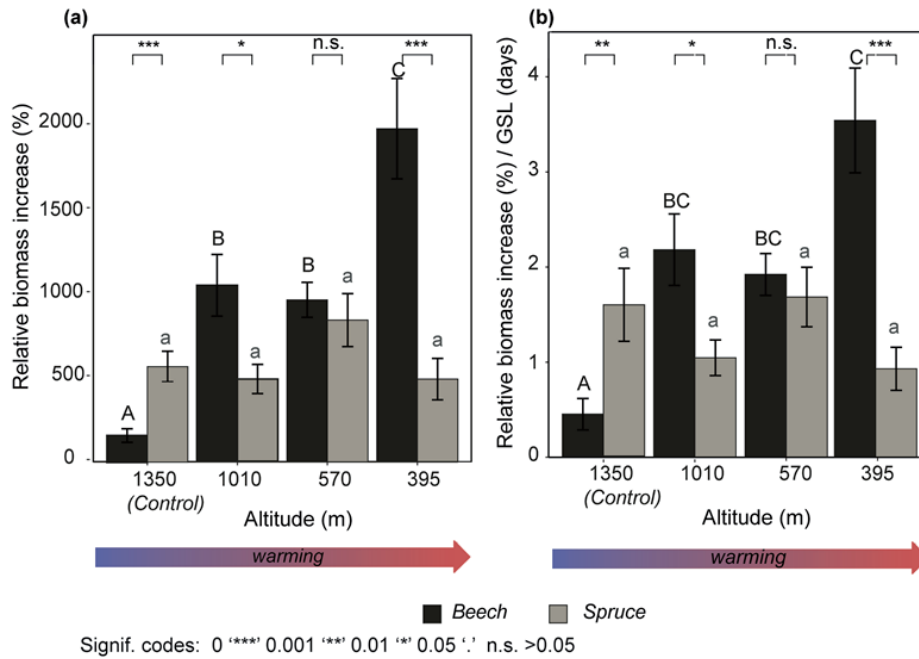 (a)
*** * n.s. ***
Relative biomass increase (%)
2000
1500
1000
500
0
A a B a B a C a
1350 1010 570 395
(Control)
Altitude (m)
warming
(b)
** * n.s. ***
Relative biomass increase (%) / GSL (days)
4
3
2
1
0
A a BC a BC a C a
1350 1010 570 395
(Control)
Altitude (m)
warming
Beech Spruce
Signif. codes: 0 ‘***’ 0.001 ‘**’ 0.01 ‘*’ 0.05 ‘.’ n.s. >0.05